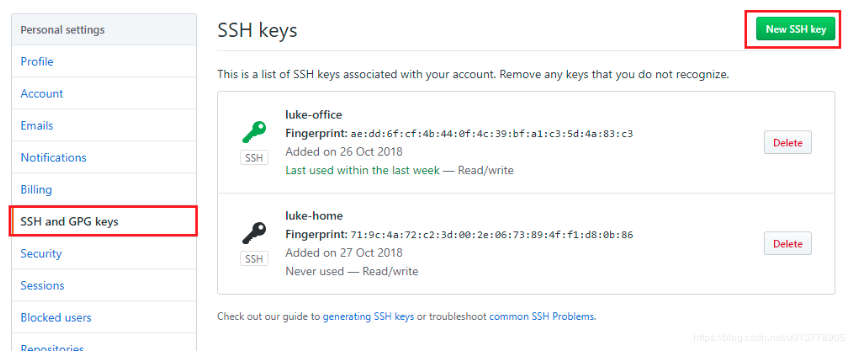 Personal settings
Profile
Account
Emails
Notifications
Billing
SSH and GPG keys
Security
Sessions
Blocked users
Repositories
SSH keys
New SSH key
This is a list of SSH keys associated with your account. Remove any keys that you do not recognize.
SSH
luke-office
Fingerprint: ae:dd:6f:cf:4b:44:0f:4c:39:bf:a1:c3:5d:4a:83:c3
Added on 26 Oct 2018
Last used within the last week — Read/write
Delete
SSH
luke-home
Fingerprint: 71:9c:4a:72:c2:3d:00:2e:06:73:89:4f:f1:d8:0b:86
Added on 27 Oct 2018
Never used — Read/write
Delete
Check out our guide to generating SSH keys or troubleshoot common SSH Problems.